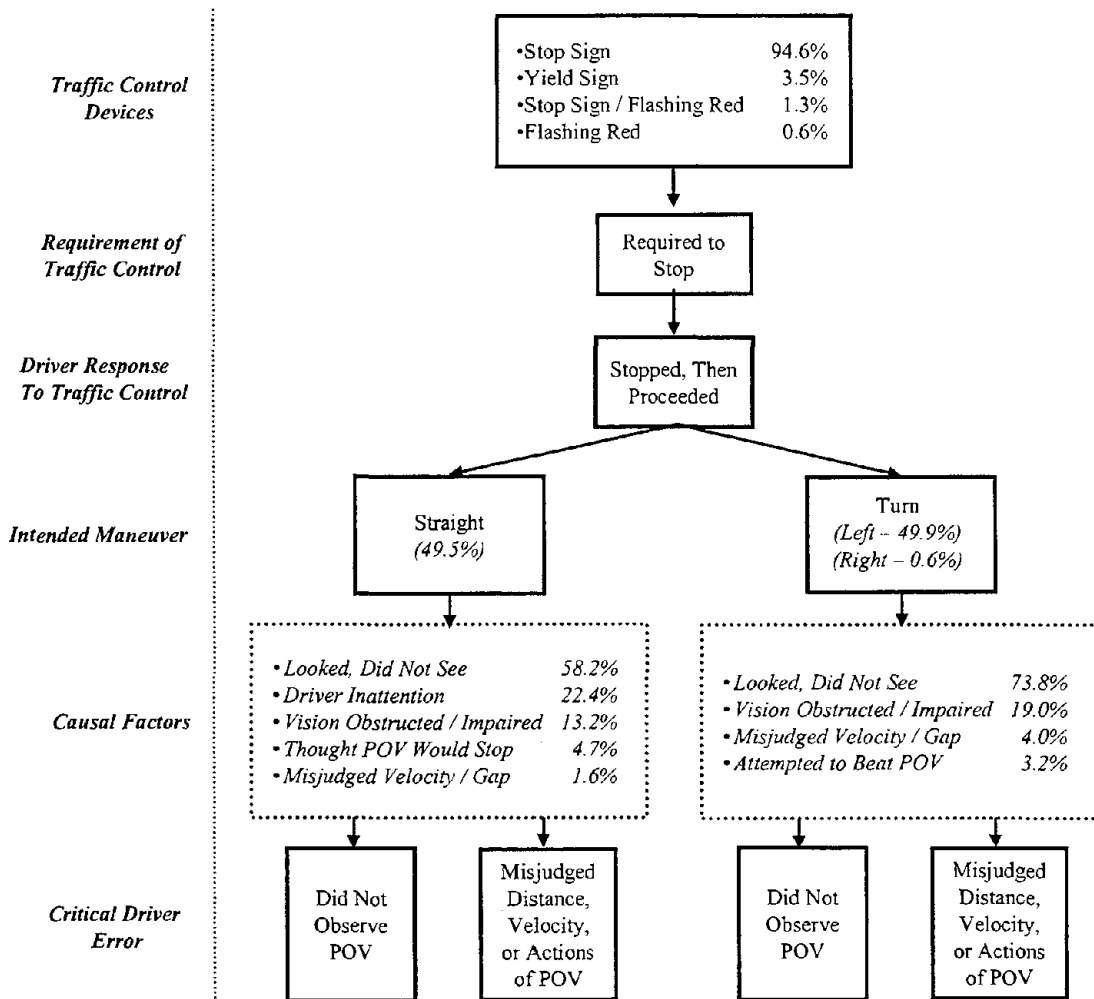 Traffic Control
Devices
•Stop Sign 94.6%
•Yield Sign 3.5%
•Stop Sign / Flashing Red 1.3%
•Flashing Red 0.6%
Requirement of
Traffic Control
Required to
Stop
Driver Response
To Traffic Control
Stopped, Then
Proceeded
Intended Maneuver
Straight
(49.5%)
Turn
(Left – 49.9%)
(Right – 0.6%)
Causal Factors
•Looked, Did Not See 58.2%
•Driver Inattention 22.4%
•Vision Obstructed / Impaired 13.2%
•Thought POV Would Stop 4.7%
•Misjudged Velocity / Gap 1.6%
•Looked, Did Not See 73.8%
•Vision Obstructed / Impaired 19.0%
•Misjudged Velocity / Gap 4.0%
•Attempted to Beat POV 3.2%
Critical Driver
Error
Did Not
Observe
POV
Misjudged
Distance,
Velocity,
or Actions
of POV
Did Not
Observe
POV
Misjudged
Distance,
Velocity,
or Actions
of POV